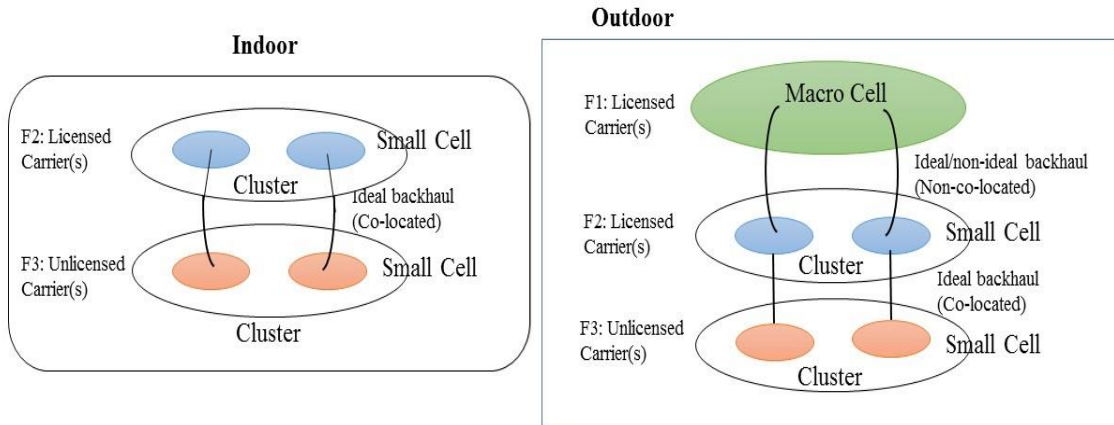 Indoor
F2: Licensed
Carrier(s)
Small Cell
Cluster
Ideal backhaul
(Co-located)
F3: Unlicensed
Carrier(s)
Small Cell
Cluster
Outdoor
F1: Licensed
Carrier(s)
Macro Cell
Ideal/non-ideal backhaul
(Non-co-located)
F2: Licensed
Carrier(s)
Small Cell
Cluster
Ideal backhaul
(Co-located)
F3: Unlicensed
Carrier(s)
Small Cell
Cluster